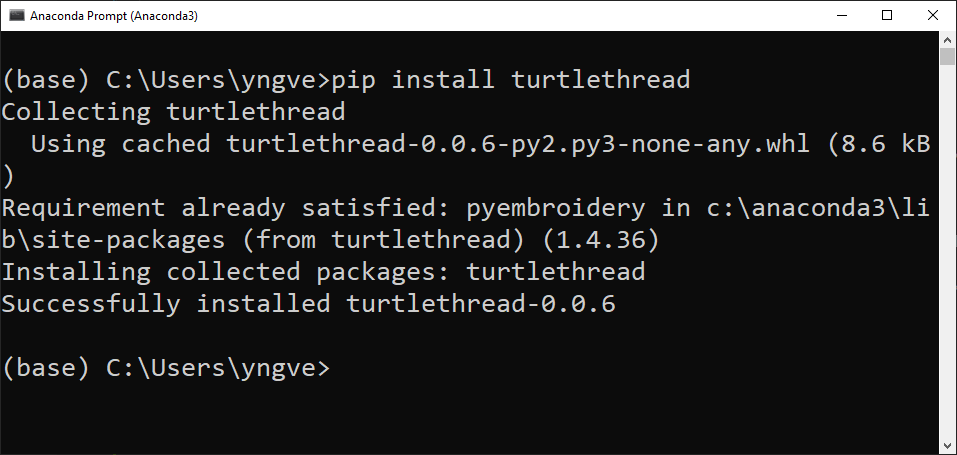 Anaconda Prompt (Anaconda3)
(base) C:\Users\yngve>pip install turtlethread
Collecting turtlethread
  Using cached turtlethread-0.0.6-py2.py3-none-any.whl (8.6 kB
)
Requirement already satisfied: pyembroidery in c:\anaconda3\li
b\site-packages (from turtlethread) (1.4.36)
Installing collected packages: turtlethread
Successfully installed turtlethread-0.0.6
(base) C:\Users\yngve>